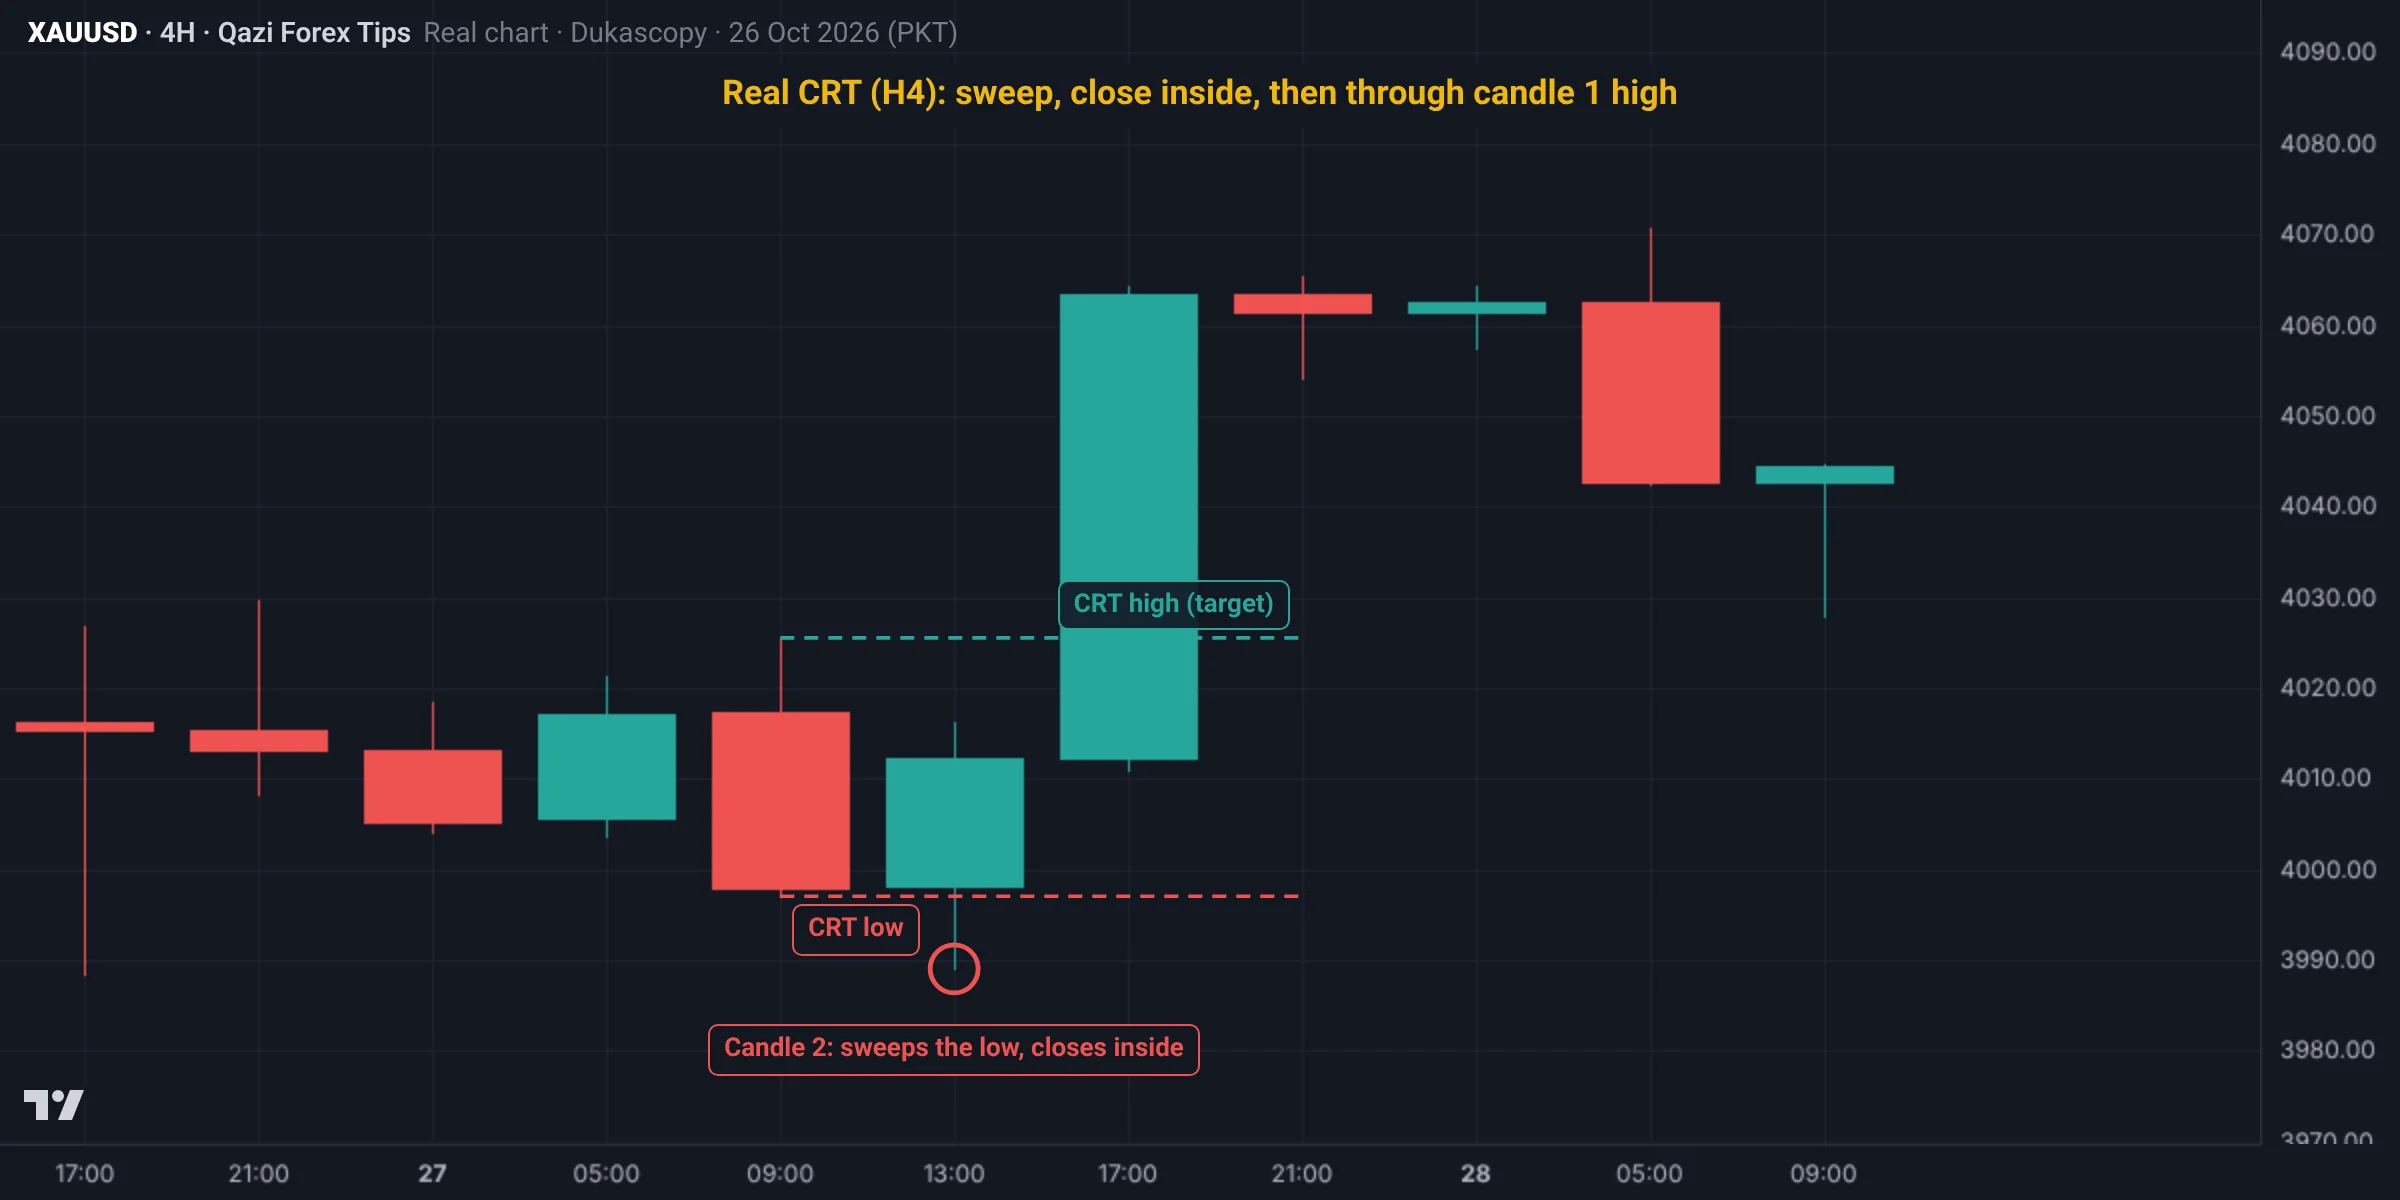 XAUUSD · 4H · Qazi Forex Tips Real chart · Dukascopy · 26 Oct 2026 (PKT)
Real CRT (H4): sweep, close inside, then through candle 1 high
4090.00
4080.00
4070.00
4060.00
4050.00
4040.00
4030.00
4020.00
4010.00
4000.00
3990.00
3980.00
3970.00
CRT high (target)
CRT low
Candle 2: sweeps the low, closes inside
17:00 21:00 27 05:00 09:00 13:00 17:00 21:00 28 05:00 09:00